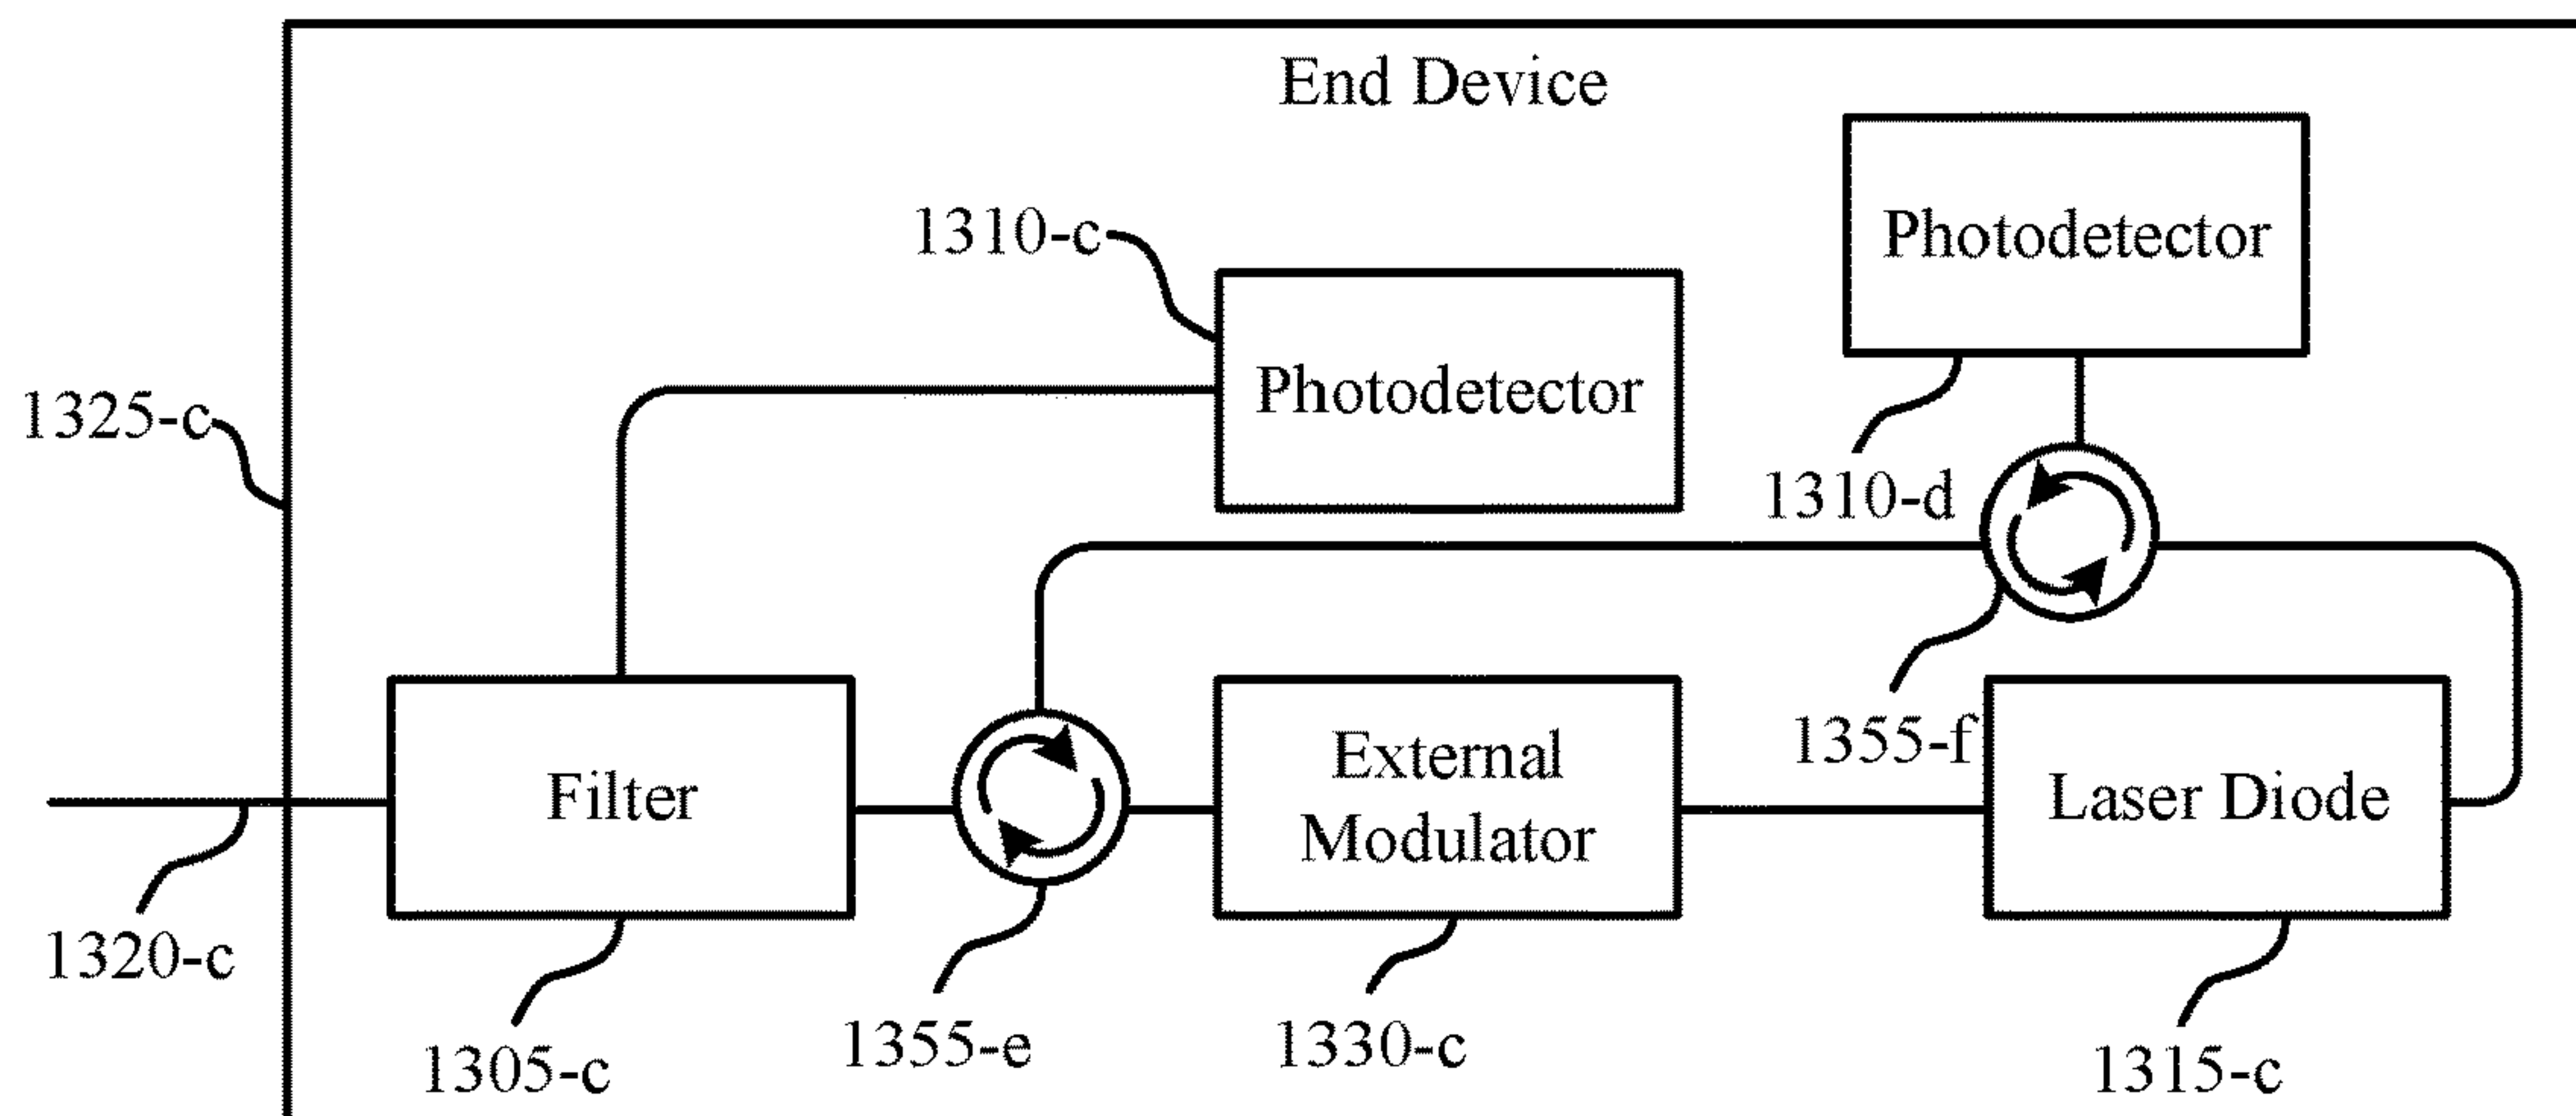 End Device
Photodetector
1310-c
Photodetector
1325-c
1310-d
1355-f
Filter
External
Modulator
Laser Diode
1320-c
1305-c
1355-e
1330-c
1315-c